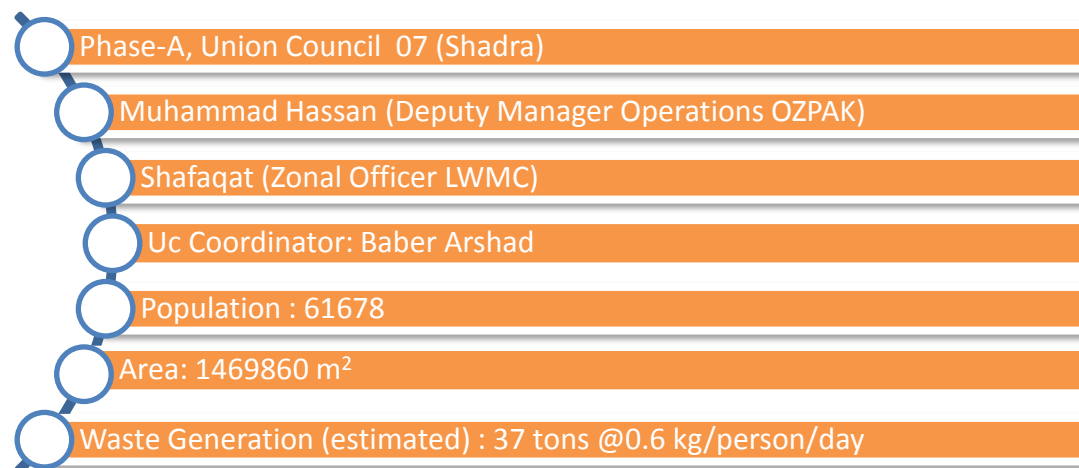 Phase-A, Union Council  07 (Shadra)
Muhammad Hassan (Deputy Manager Operations OZPAK)
Shafaqat (Zonal Officer LWMC)
Uc Coordinator: Baber Arshad
Population : 61678
Area: 1469860 m²
Waste Generation (estimated) : 37 tons @0.6 kg/person/day